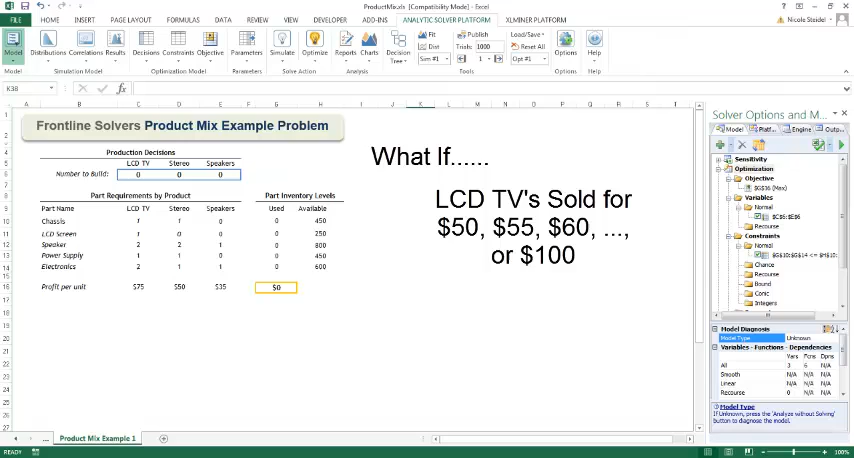 ProductMix.xls [Compatibility Mode] - Excel
FILE HOME INSERT PAGE LAYOUT FORMULAS DATA REVIEW VIEW DEVELOPER ADD-INS ANALYTIC SOLVER PLATFORM XLMINER PLATFORM Nicole Steidel
Model Distributions Correlations Results Decisions Constraints Objective Parameters Simulate Optimize Reports Charts Decision Tree Options Help
Fit Publish Load/Save
Dist Trials: 1000 Reset All
Sim #1 1 Opt #1
Model Simulation Model Optimization Model Parameters Solve Action Analysis Tools Options Help
K38
A B C D E F G H I J K L M N O P Q R S T
Frontline Solvers Product Mix Example Problem
Production Decisions
LCD TV Stereo Speakers
Number to Build: 0 0 0
Part Requirements by Product Part Inventory Levels
Part Name LCD TV Stereo Speakers Used Available
Chassis 1 1 0 0 450
LCD Screen 1 0 0 0 250
Speaker 2 2 1 0 800
Power Supply 1 1 0 0 450
Electronics 2 1 1 0 600
Profit per unit $75 $50 $35 $0
What If......
LCD TV's Sold for
$50, $55, $60, ...,
or $100
Solver Options and M...
Model Platf... Engine Outp...
Sensitivity
Optimization
Objective
$G$16 (Max)
Variables
Normal
$C$6:$E$6
Recourse
Constraints
Normal
$G$10:$G$14 <= $H$10:
Chance
Recourse
Bound
Conic
Integers
Model Diagnosis
Model Type Unknown
Variables - Functions - Dependencies
Vars Fcns Dpns
All 3 6 N/A
Smooth N/A N/A N/A
Linear N/A N/A N/A
Recourse 0 N/A N/A
Model Type
If Unknown, press the 'Analyze without Solving' button to diagnose the model.
... Product Mix Example 1
READY 100%